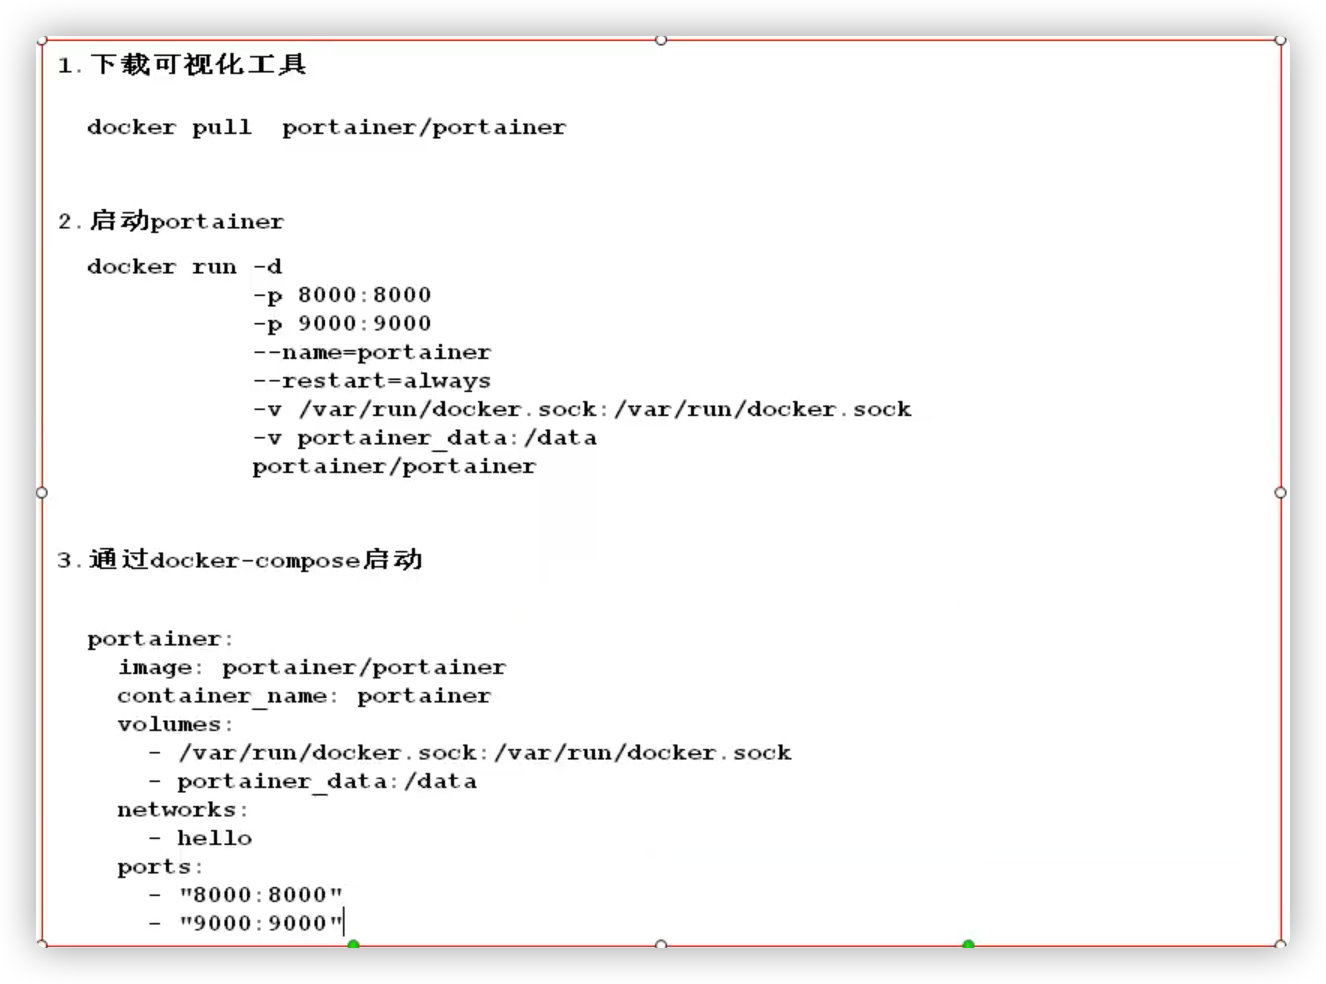 1.下载可视化工具
docker pull  portainer/portainer
2.启动portainer
docker run -d
-p 8000:8000
-p 9000:9000
--name=portainer
--restart=always
-v /var/run/docker.sock:/var/run/docker.sock
-v portainer_data:/data
portainer/portainer
3.通过docker-compose启动
portainer:
  image: portainer/portainer
  container_name: portainer
  volumes:
    - /var/run/docker.sock:/var/run/docker.sock
    - portainer_data:/data
  networks:
    - hello
  ports:
    - "8000:8000"
    - "9000:9000"